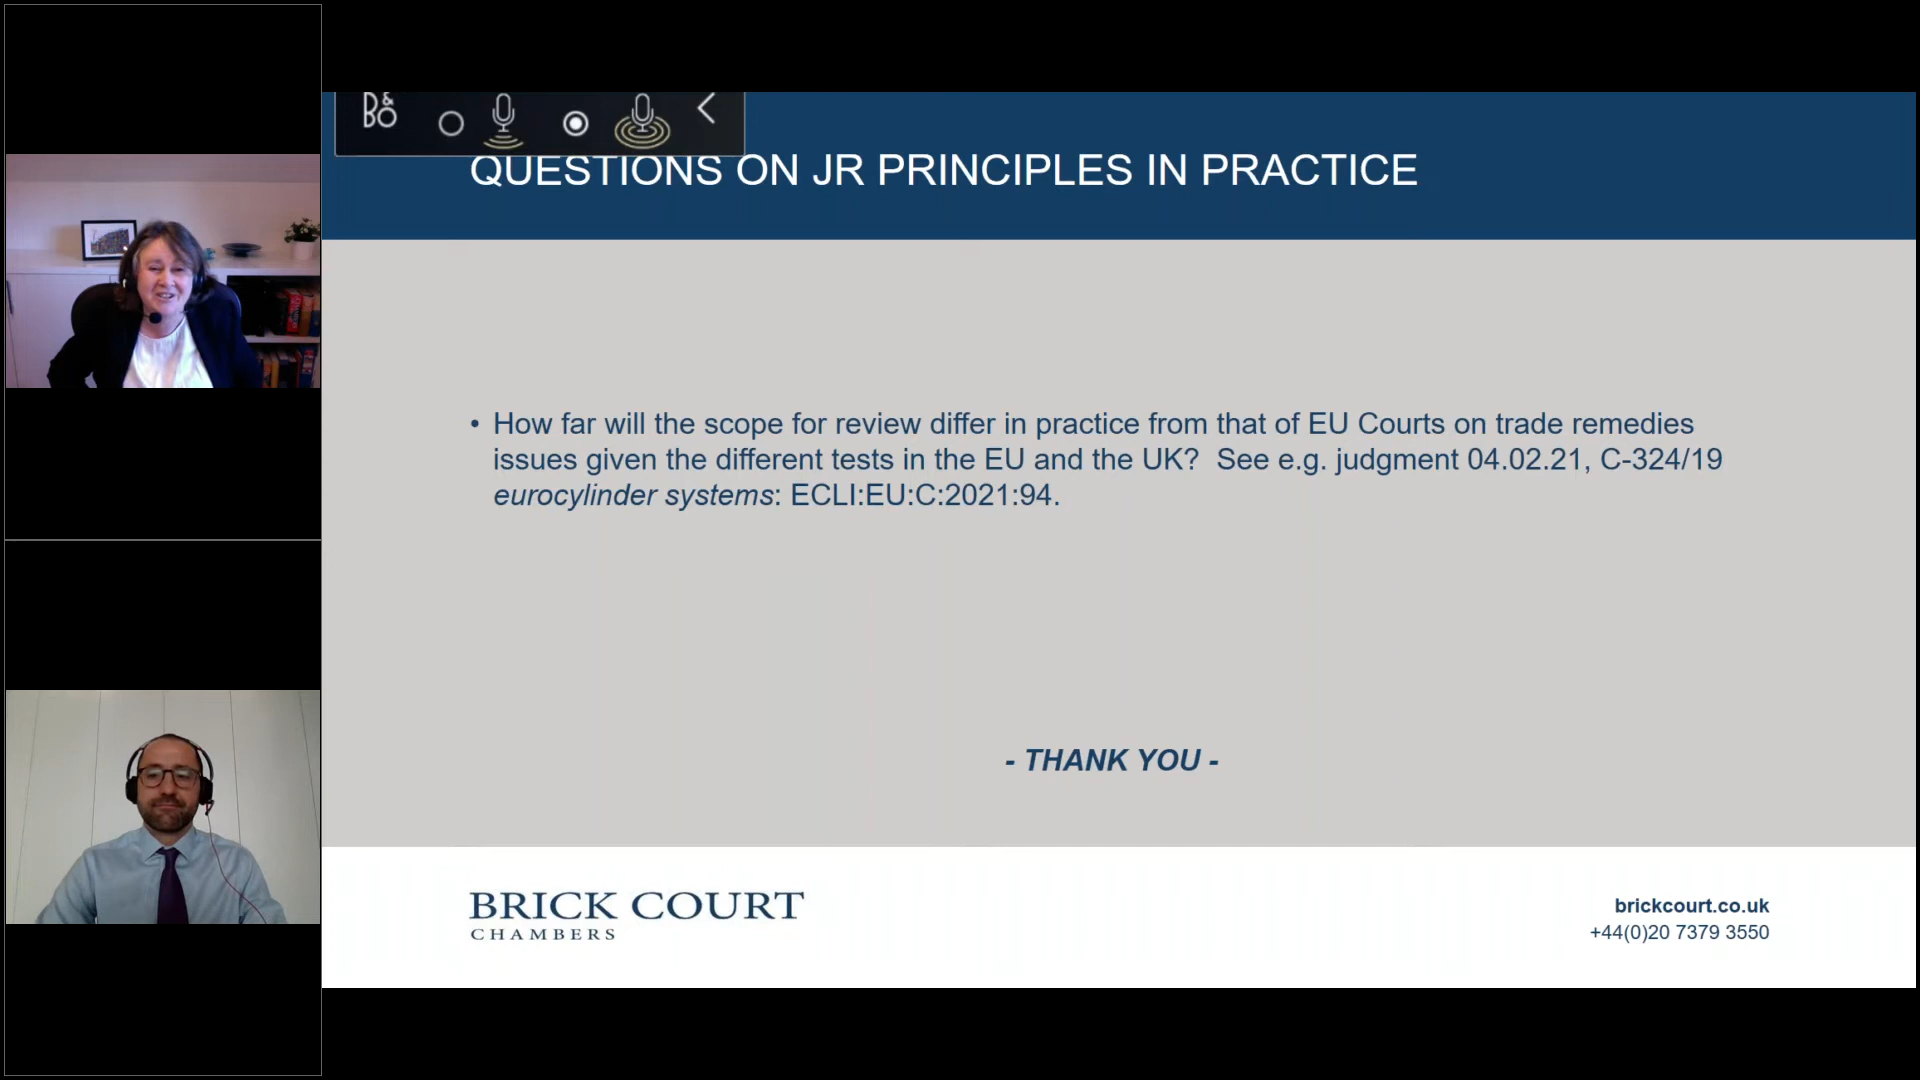 B&O
QUESTIONS ON JR PRINCIPLES IN PRACTICE
• How far will the scope for review differ in practice from that of EU Courts on trade remedies
issues given the different tests in the EU and the UK? See e.g. judgment 04.02.21, C-324/19
eurocylinder systems: ECLI:EU:C:2021:94.
- THANK YOU -
BRICK COURT
CHAMBERS
brickcourt.co.uk
+44(0)20 7379 3550